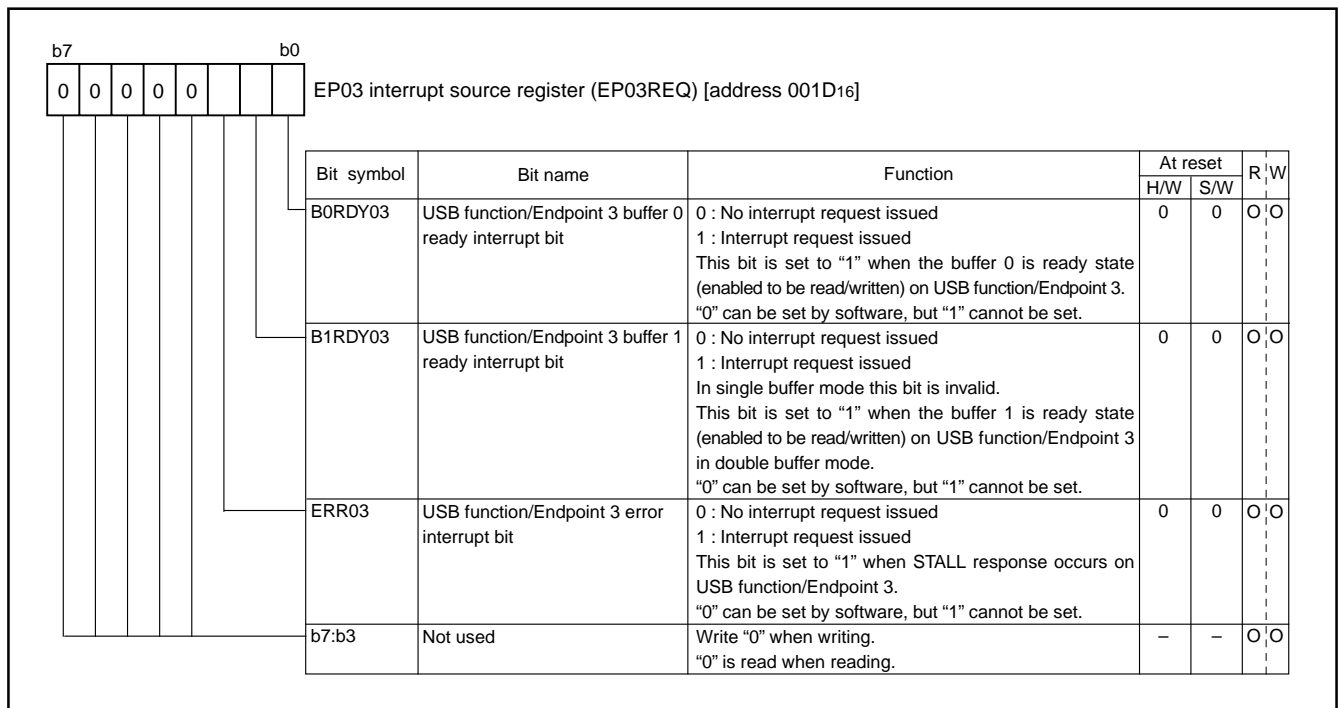 b7 b0
0 0 0 0 0
EP03 interrupt source register (EP03REQ) [address 001D16]
Bit symbol Bit name Function At reset R W
H/W S/W
B0RDY03 USB function/Endpoint 3 buffer 0 0 : No interrupt request issued 0 0 O O
ready interrupt bit 1 : Interrupt request issued
This bit is set to “1” when the buffer 0 is ready state
(enabled to be read/written) on USB function/Endpoint 3.
“0” can be set by software, but “1” cannot be set.
B1RDY03 USB function/Endpoint 3 buffer 1 0 : No interrupt request issued 0 0 O O
ready interrupt bit 1 : Interrupt request issued
In single buffer mode this bit is invalid.
This bit is set to “1” when the buffer 1 is ready state
(enabled to be read/written) on USB function/Endpoint 3
in double buffer mode.
“0” can be set by software, but “1” cannot be set.
ERR03 USB function/Endpoint 3 error 0 : No interrupt request issued 0 0 O O
interrupt bit 1 : Interrupt request issued
This bit is set to “1” when STALL response occurs on
USB function/Endpoint 3.
“0” can be set by software, but “1” cannot be set.
b7:b3 Not used Write “0” when writing. – – O O
“0” is read when reading.